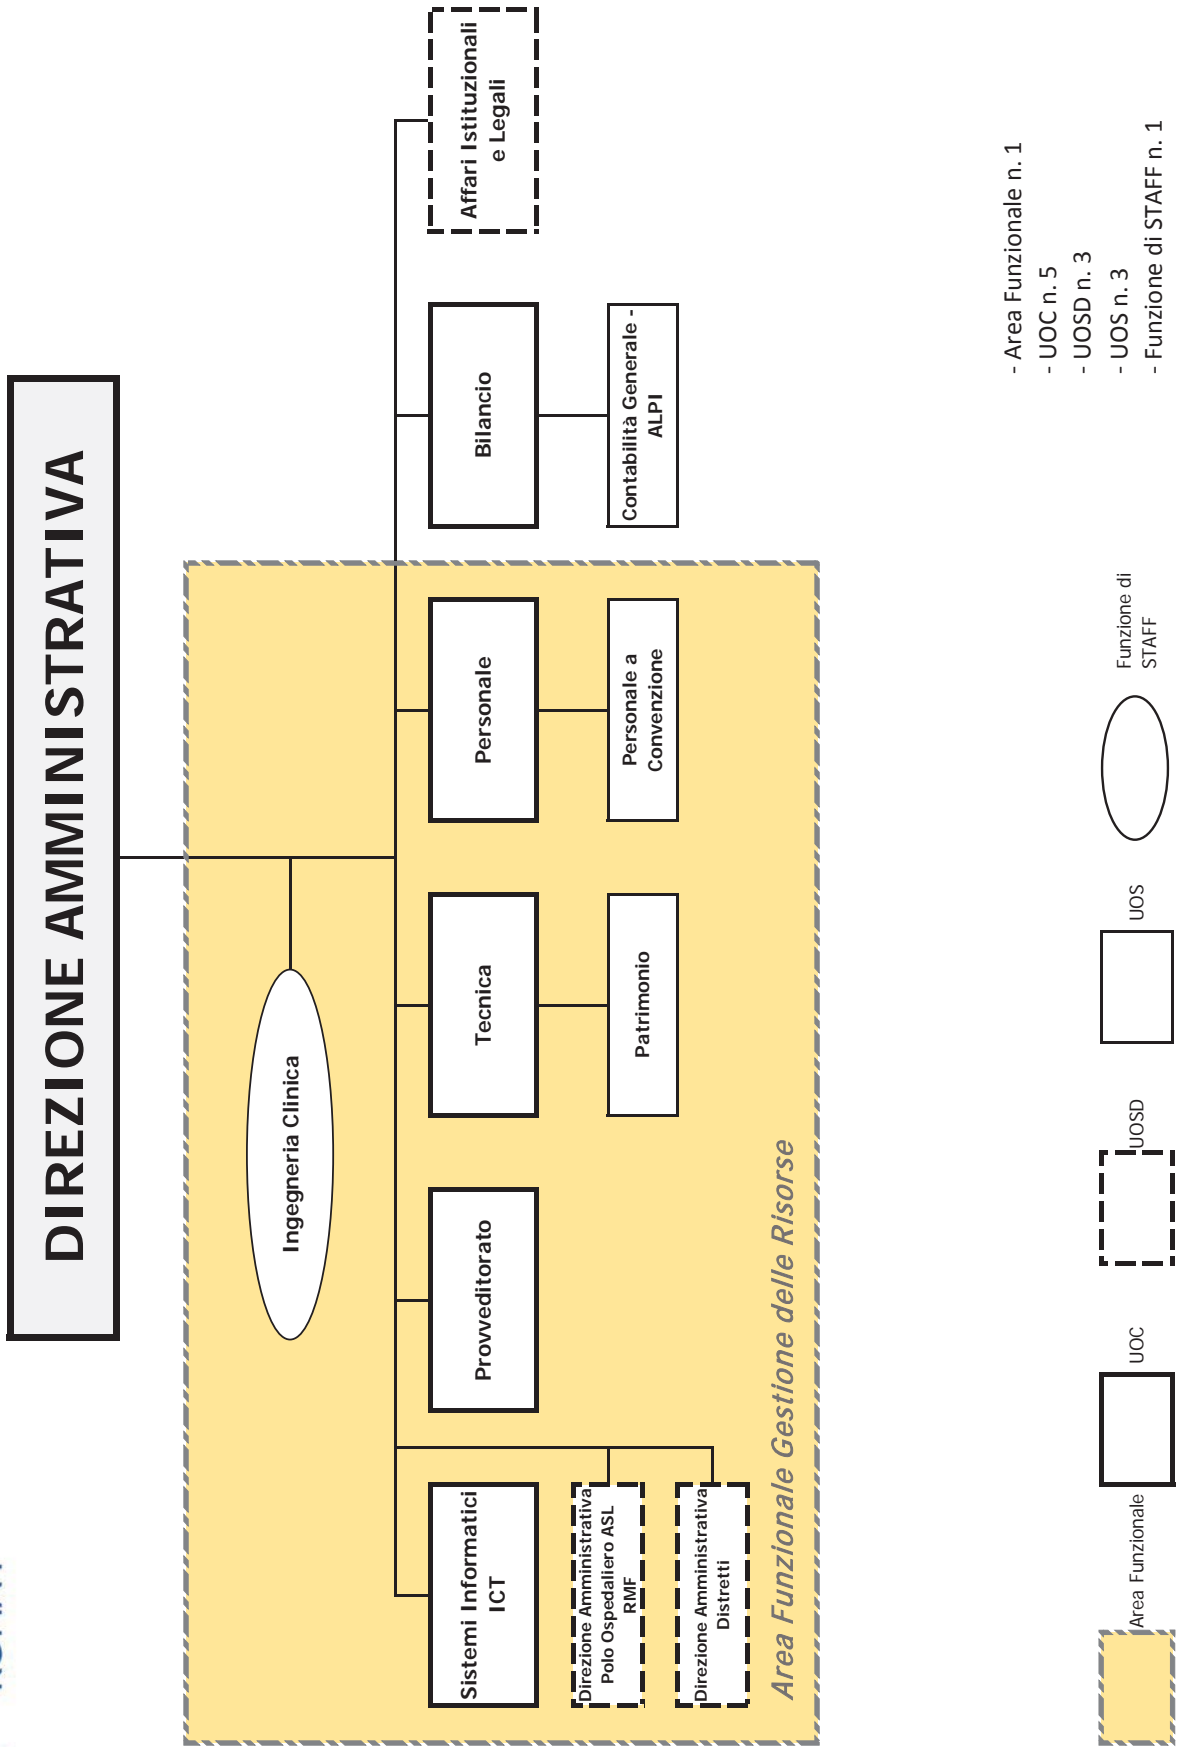 DIREZIONE AMMINISTRATIVA
Ingegneria Clinica
Sistemi Informatici
ICT
Provveditorato
Tecnica
Personale
Bilancio
Affari Istituzionali
e Legali
Direzione Amministrativa
Polo Ospedaliero ASL
RMF
Direzione Amministrativa
Distretti
Patrimonio
Personale a
Convenzione
Contabilità Generale -
ALPI
Area Funzionale Gestione delle Risorse
- Area Funzionale n. 1
- UOC n. 5
- UOSD n. 3
- UOS n. 3
- Funzione di STAFF n. 1
Area Funzionale
UOC
UOSD
UOS
Funzione di
STAFF